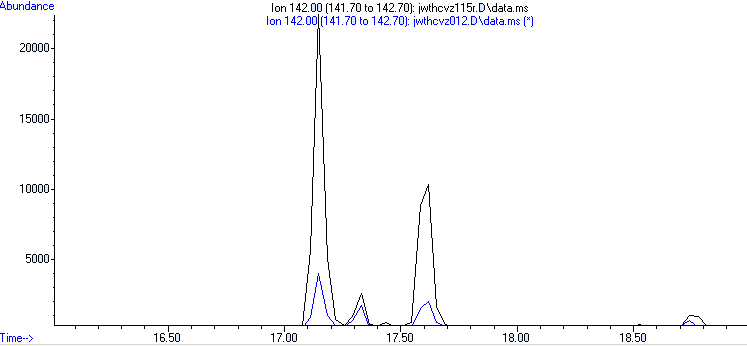 Abundance
Ion 142.00 (141.70 to 142.70): jwthcvz115r.D\data.ms
Ion 142.00 (141.70 to 142.70): jwthcvz012.D\data.ms (*)
20000
15000
10000
5000
16.50 17.00 17.50 18.00 18.50
Time-->